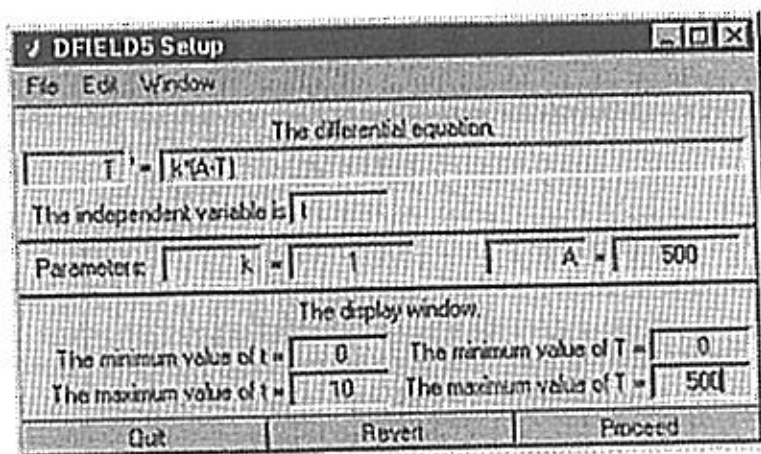 DFIELD5 Setup
File Edit Window
The differential equation.
T ' = k*(A-T)
The independent variable is t
Parameters: k = 1 A = 500
The display window.
The minimum value of t = 0 The minimum value of T = 0
The maximum value of t = 10 The maximum value of T = 500
Quit Revert Proceed